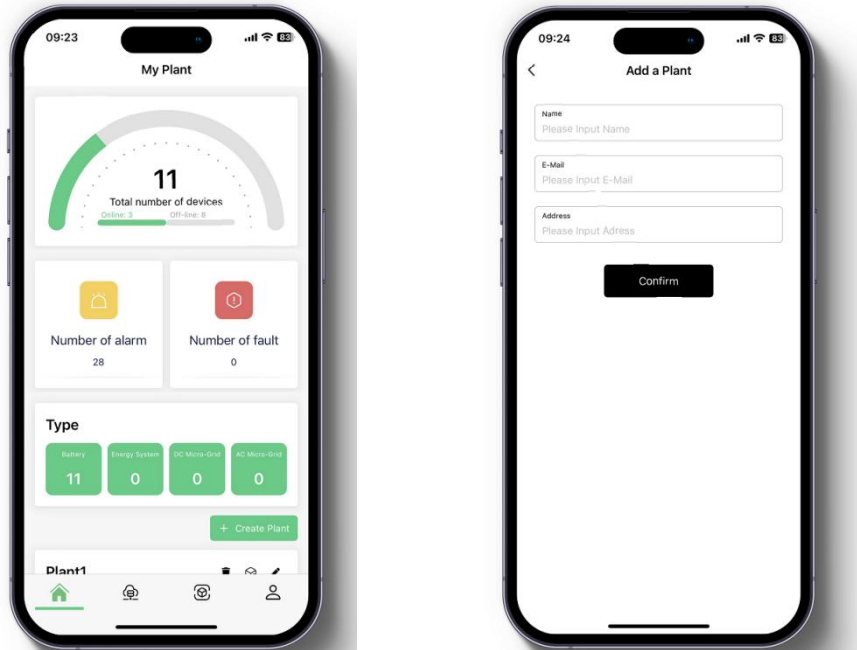 09:23
83
My Plant
11
Total number of devices
Online: 3 Off-line: 8
Number of alarm
28
Number of fault
0
Type
Battery
11
Energy System
0
DC Micro-Grid
0
AC Micro-Grid
0
+ Create Plant
Plant1
09:24
83
Add a Plant
Name
Please Input Name
E-Mail
Please Input E-Mail
Address
Please Input Adress
Confirm